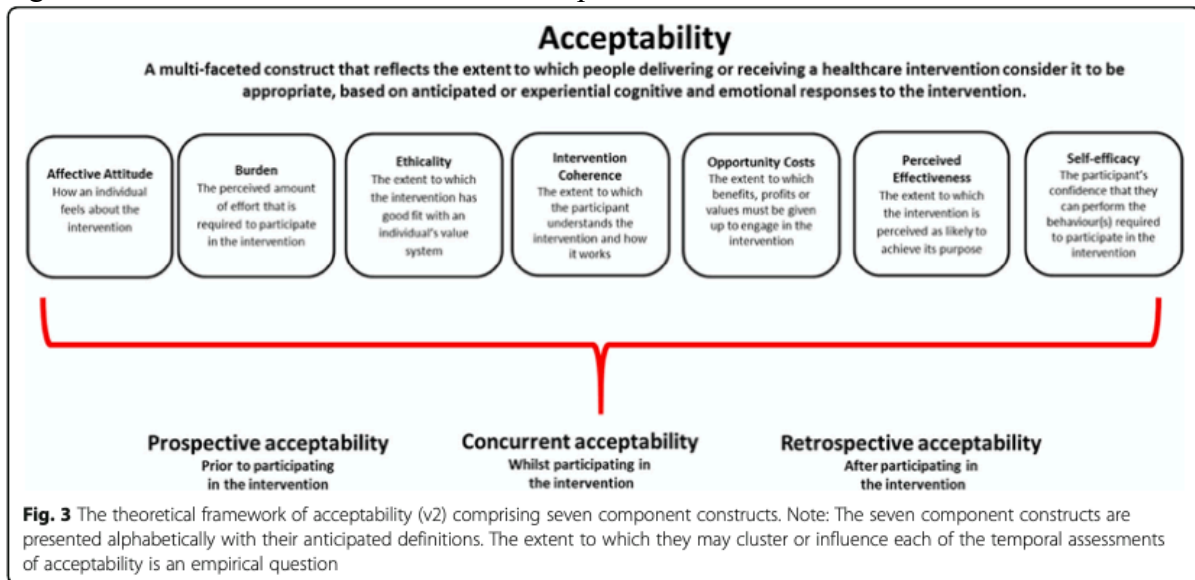 Acceptability
A multi-faceted construct that reflects the extent to which people delivering or receiving a healthcare intervention consider it to be
appropriate, based on anticipated or experiential cognitive and emotional responses to the intervention.
Affective Attitude
How an individual
feels about the
intervention
Burden
The perceived amount
of effort that is
required to participate
in the intervention
Ethicality
The extent to which
the intervention has
good fit with an
individual's value
system
Intervention
Coherence
The extent to which
the participant
understands the
intervention and how
it works
Opportunity Costs
The extent to which
benefits, profits or
values must be given
up to engage in the
intervention
Perceived
Effectiveness
The extent to which
the intervention is
perceived as likely to
achieve its purpose
Self-efficacy
The participant's
confidence that they
can perform the
behaviour(s) required
to participate in the
intervention
Prospective acceptability
Prior to participating
in the intervention
Concurrent acceptability
Whilst participating in
the intervention
Retrospective acceptability
After participating in
the intervention
Fig. 3 The theoretical framework of acceptability (v2) comprising seven component constructs. Note: The seven component constructs are
presented alphabetically with their anticipated definitions. The extent to which they may cluster or influence each of the temporal assessments
of acceptability is an empirical question